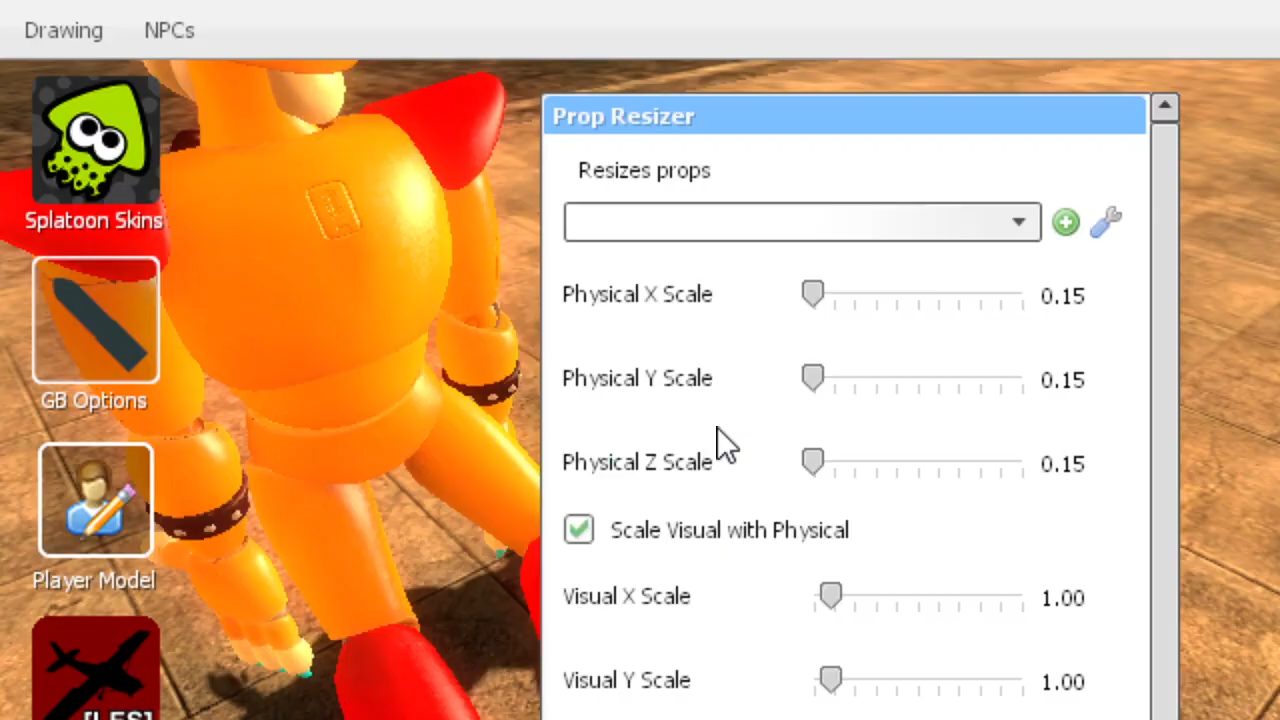 Drawing NPCs
Splatoon Skins
GB Options
Player Model
[LFS]
Prop Resizer
Resizes props
Physical X Scale 0.15
Physical Y Scale 0.15
Physical Z Scale 0.15
Scale Visual with Physical
Visual X Scale 1.00
Visual Y Scale 1.00